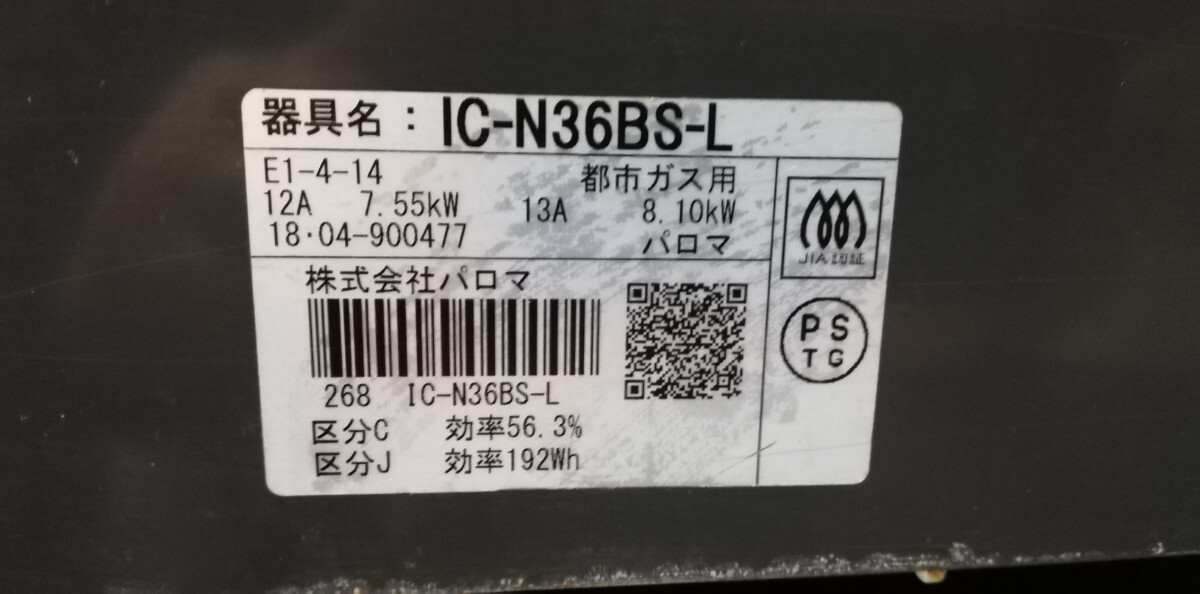 器具名：IC-N36BS-L
E1-4-14 都市ガス用
12A 7.55kW 13A 8.10kW
18・04-900477 パロマ
JIA認証
株式会社パロマ
PS
TG
268 IC-N36BS-L
区分C 効率56.3%
区分J 効率192Wh